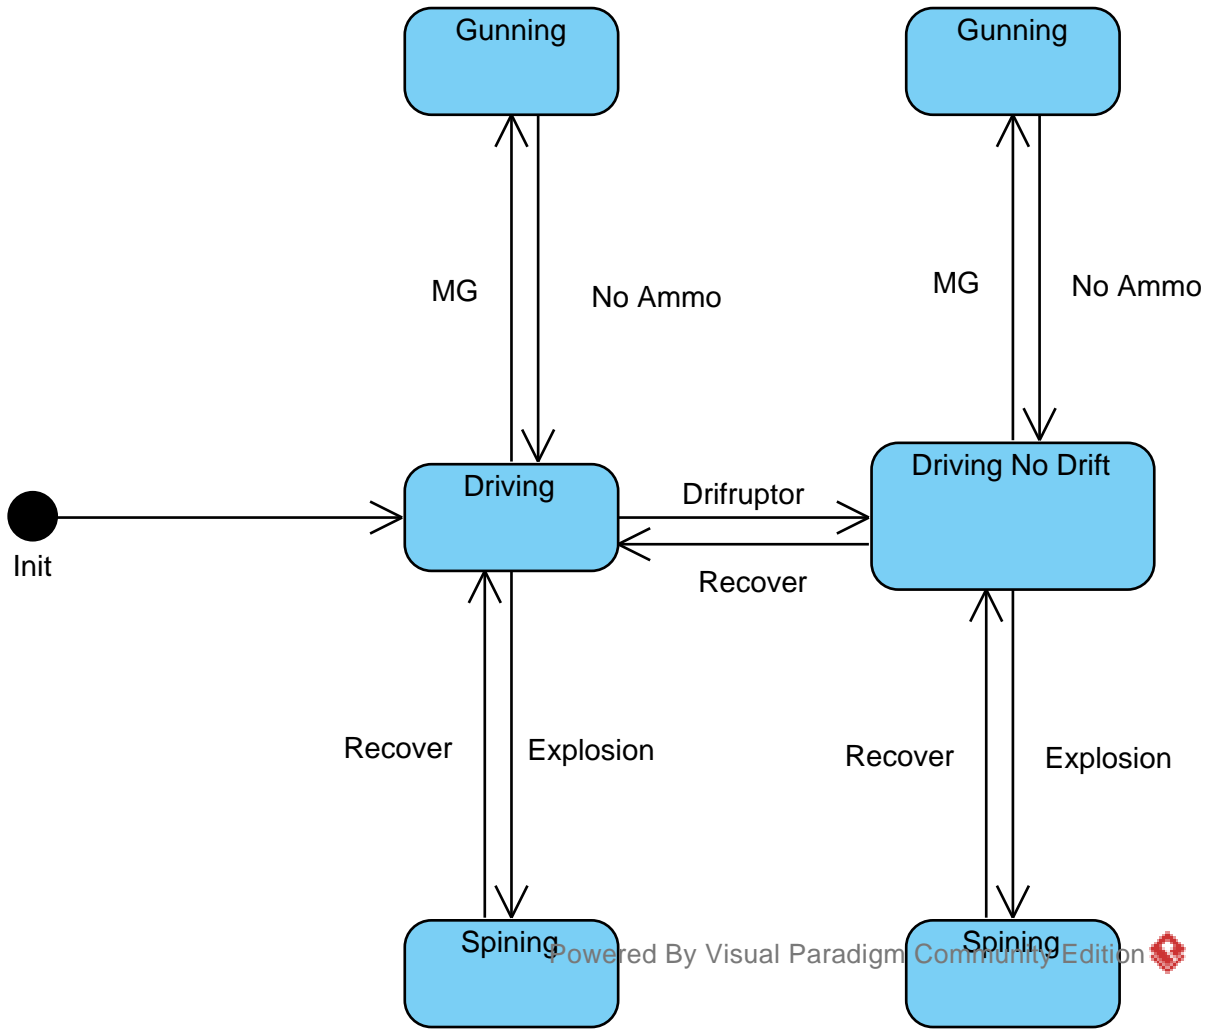 Gunning
Gunning
MG
No Ammo
MG
No Ammo
Driving
Driving No Drift
Drifruptor
Init
Recover
Recover
Explosion
Recover
Explosion
Spining
Spining
Powered By Visual Paradigm Community Edition